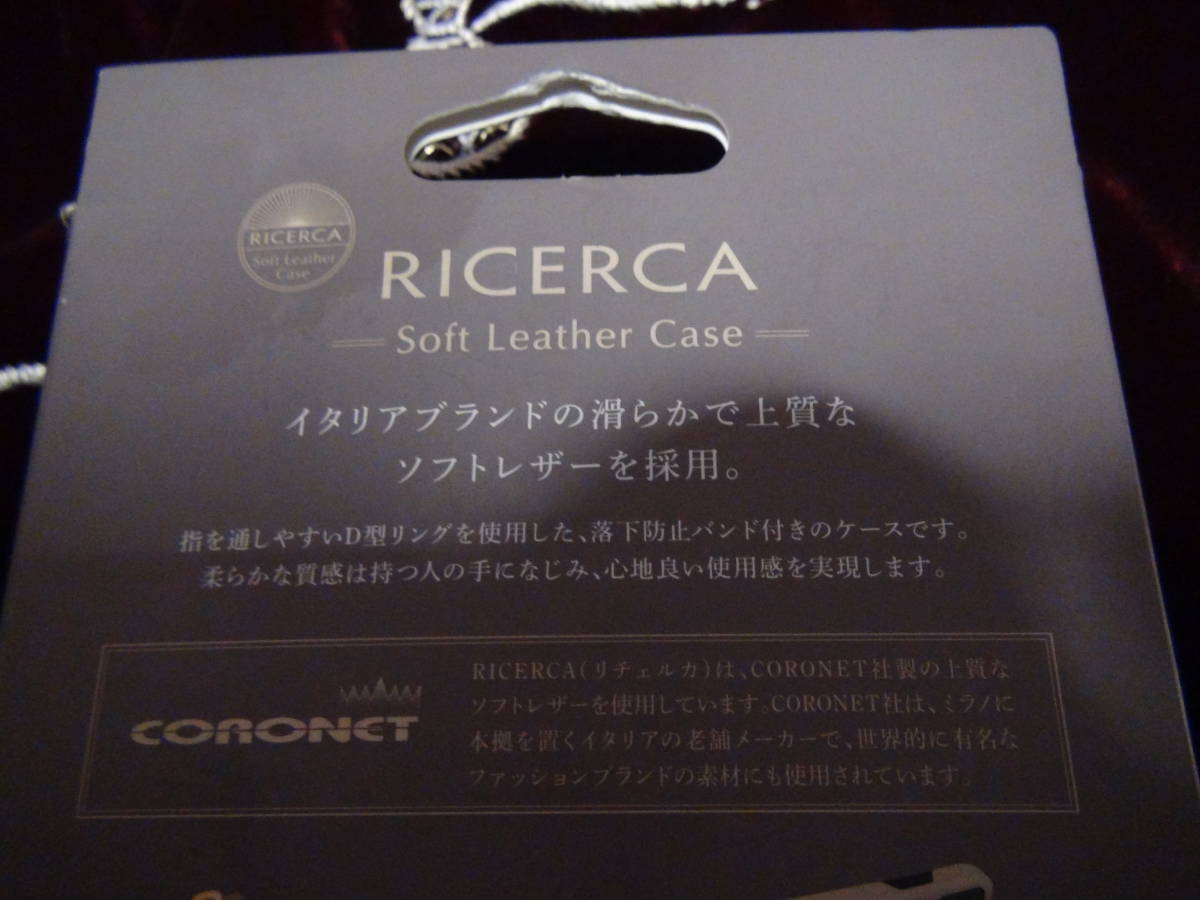 RICERCA
Soft Leather
Case
RICERCA
Soft Leather Case
イタリアブランドの滑らかで上質な
ソフトレザーを採用。
指を通しやすいD型リングを使用した、落下防止バンド付きのケースです。
柔らかな質感は持つ人の手になじみ、心地良い使用感を実現します。
CORONET
RICERCA(リチェルカ)は、CORONET社製の上質な
ソフトレザーを使用しています。CORONET社は、ミラノに
本拠を置くイタリアの老舗メーカーで、世界的に有名な
ファッションブランドの素材にも使用されています。